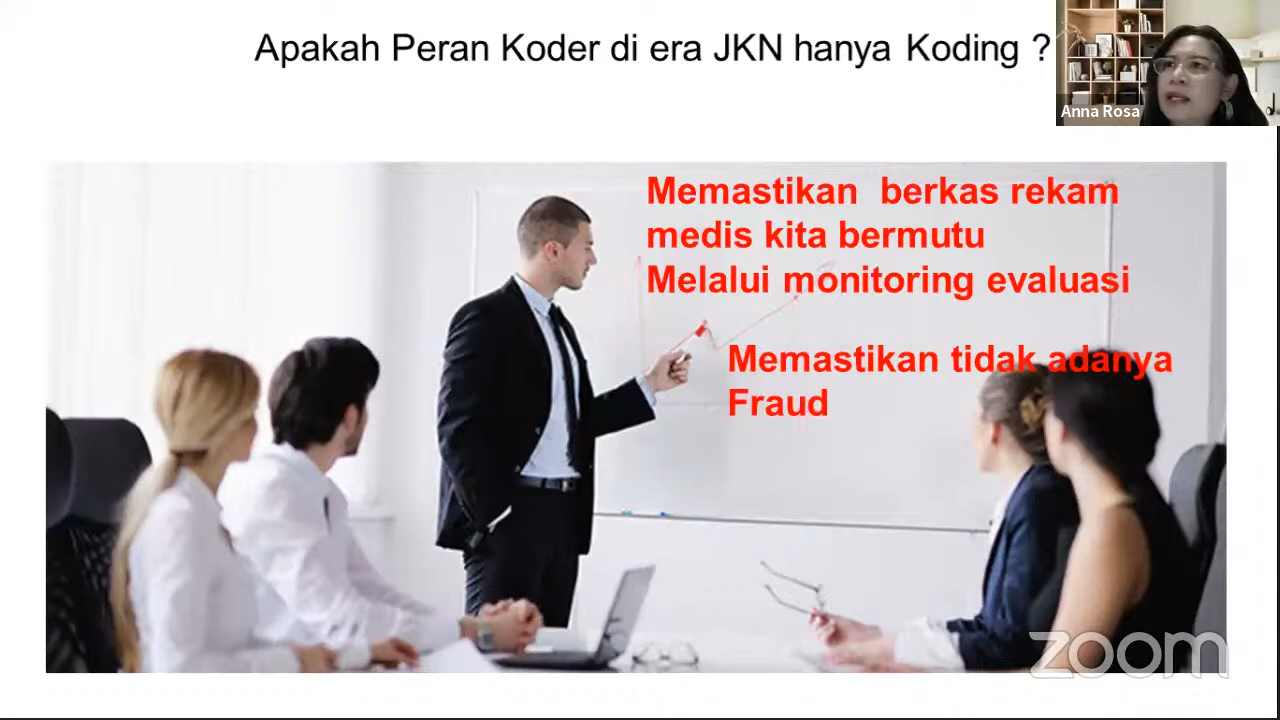 Apakah Peran Koder di era JKN hanya Koding ?
Anna Rosa
Memastikan berkas rekam
medis kita bermutu
Melalui monitoring evaluasi
Memastikan tidak adanya
Fraud
zoom